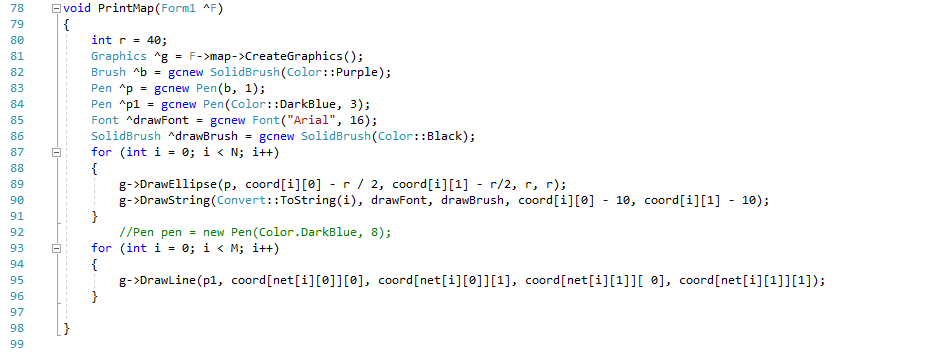 78 void PrintMap(Form1 ^F)
79 {
80 int r = 40;
81 Graphics ^g = F->map->CreateGraphics();
82 Brush ^b = gcnew SolidBrush(Color::Purple);
83 Pen ^p = gcnew Pen(b, 1);
84 Pen ^p1 = gcnew Pen(Color::DarkBlue, 3);
85 Font ^drawFont = gcnew Font("Arial", 16);
86 SolidBrush ^drawBrush = gcnew SolidBrush(Color::Black);
87 for (int i = 0; i < N; i++)
88 {
89 g->DrawEllipse(p, coord[i][0] - r / 2, coord[i][1] - r/2, r, r);
90 g->DrawString(Convert::ToString(i), drawFont, drawBrush, coord[i][0] - 10, coord[i][1] - 10);
91 }
92 //Pen pen = new Pen(Color.DarkBlue, 8);
93 for (int i = 0; i < M; i++)
94 {
95 g->DrawLine(p1, coord[net[i][0]][0], coord[net[i][0]][1], coord[net[i][1]][ 0], coord[net[i][1]][1]);
96 }
97
98 }
99